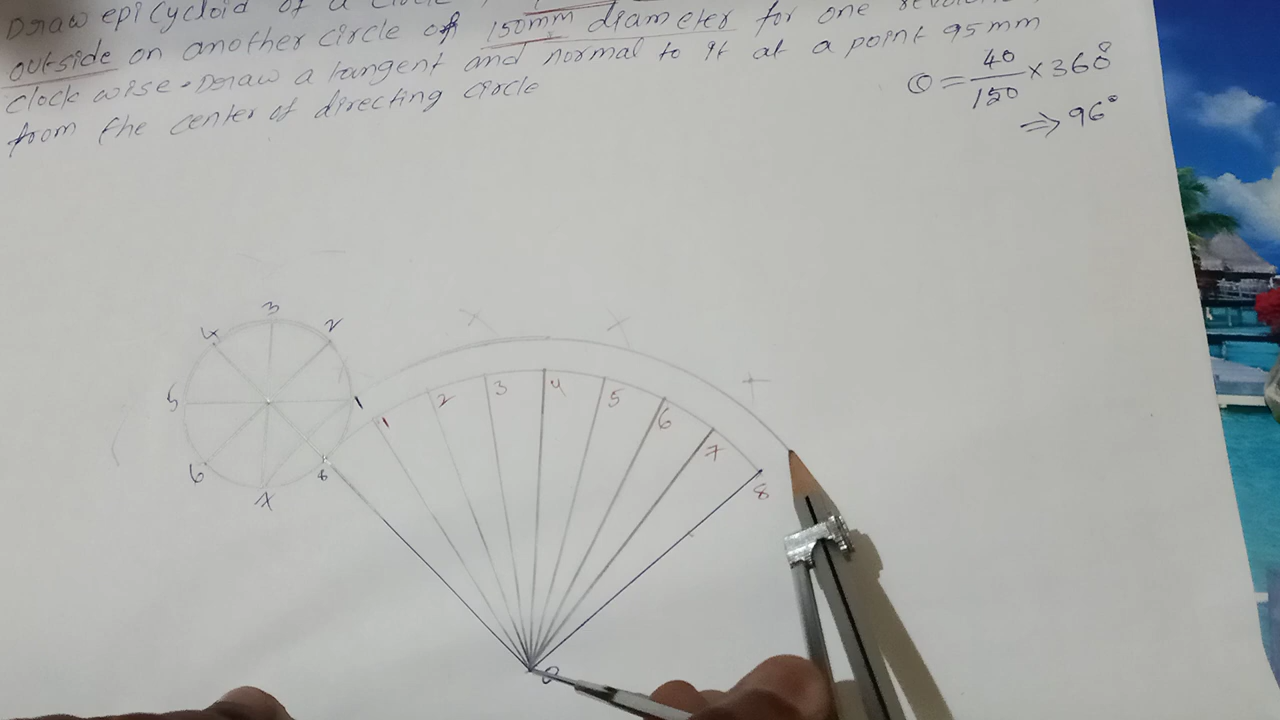 Draw epicycloid of a
outside on another circle of 150mm diameter for one
clock wise. Draw a tangent and normal to it at a point 95mm
from the center of directing circle
θ = 40/150 × 360°
⇒ 96°
3
4 2
5 1
6 8
7
1 2 3 4 5 6 7 8
O